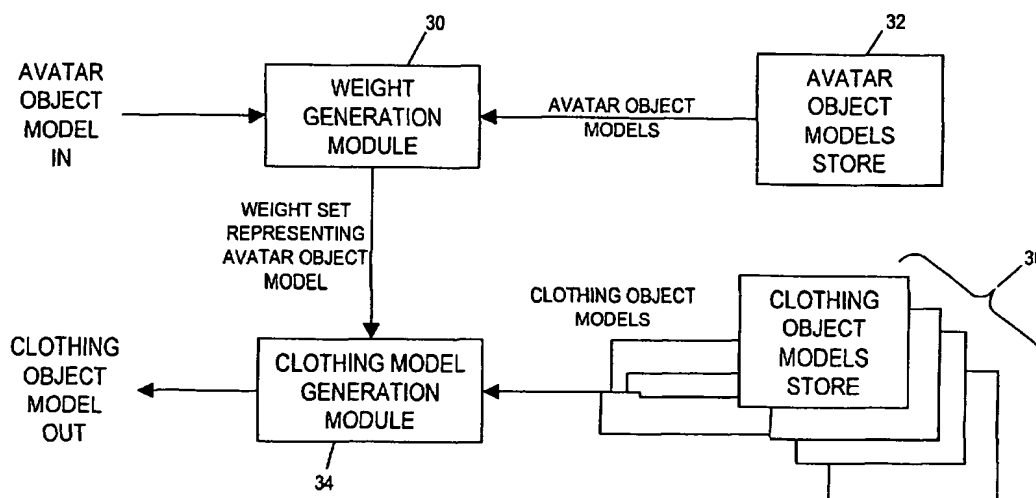 30
32
AVATAR
OBJECT
MODEL
IN
WEIGHT
GENERATION
MODULE
AVATAR OBJECT
MODELS
AVATAR
OBJECT
MODELS
STORE
WEIGHT SET
REPRESENTING
AVATAR OBJECT
MODEL
CLOTHING OBJECT
MODELS
CLOTHING
OBJECT
MODELS
STORE
CLOTHING
OBJECT
MODEL
OUT
CLOTHING MODEL
GENERATION
MODULE
34